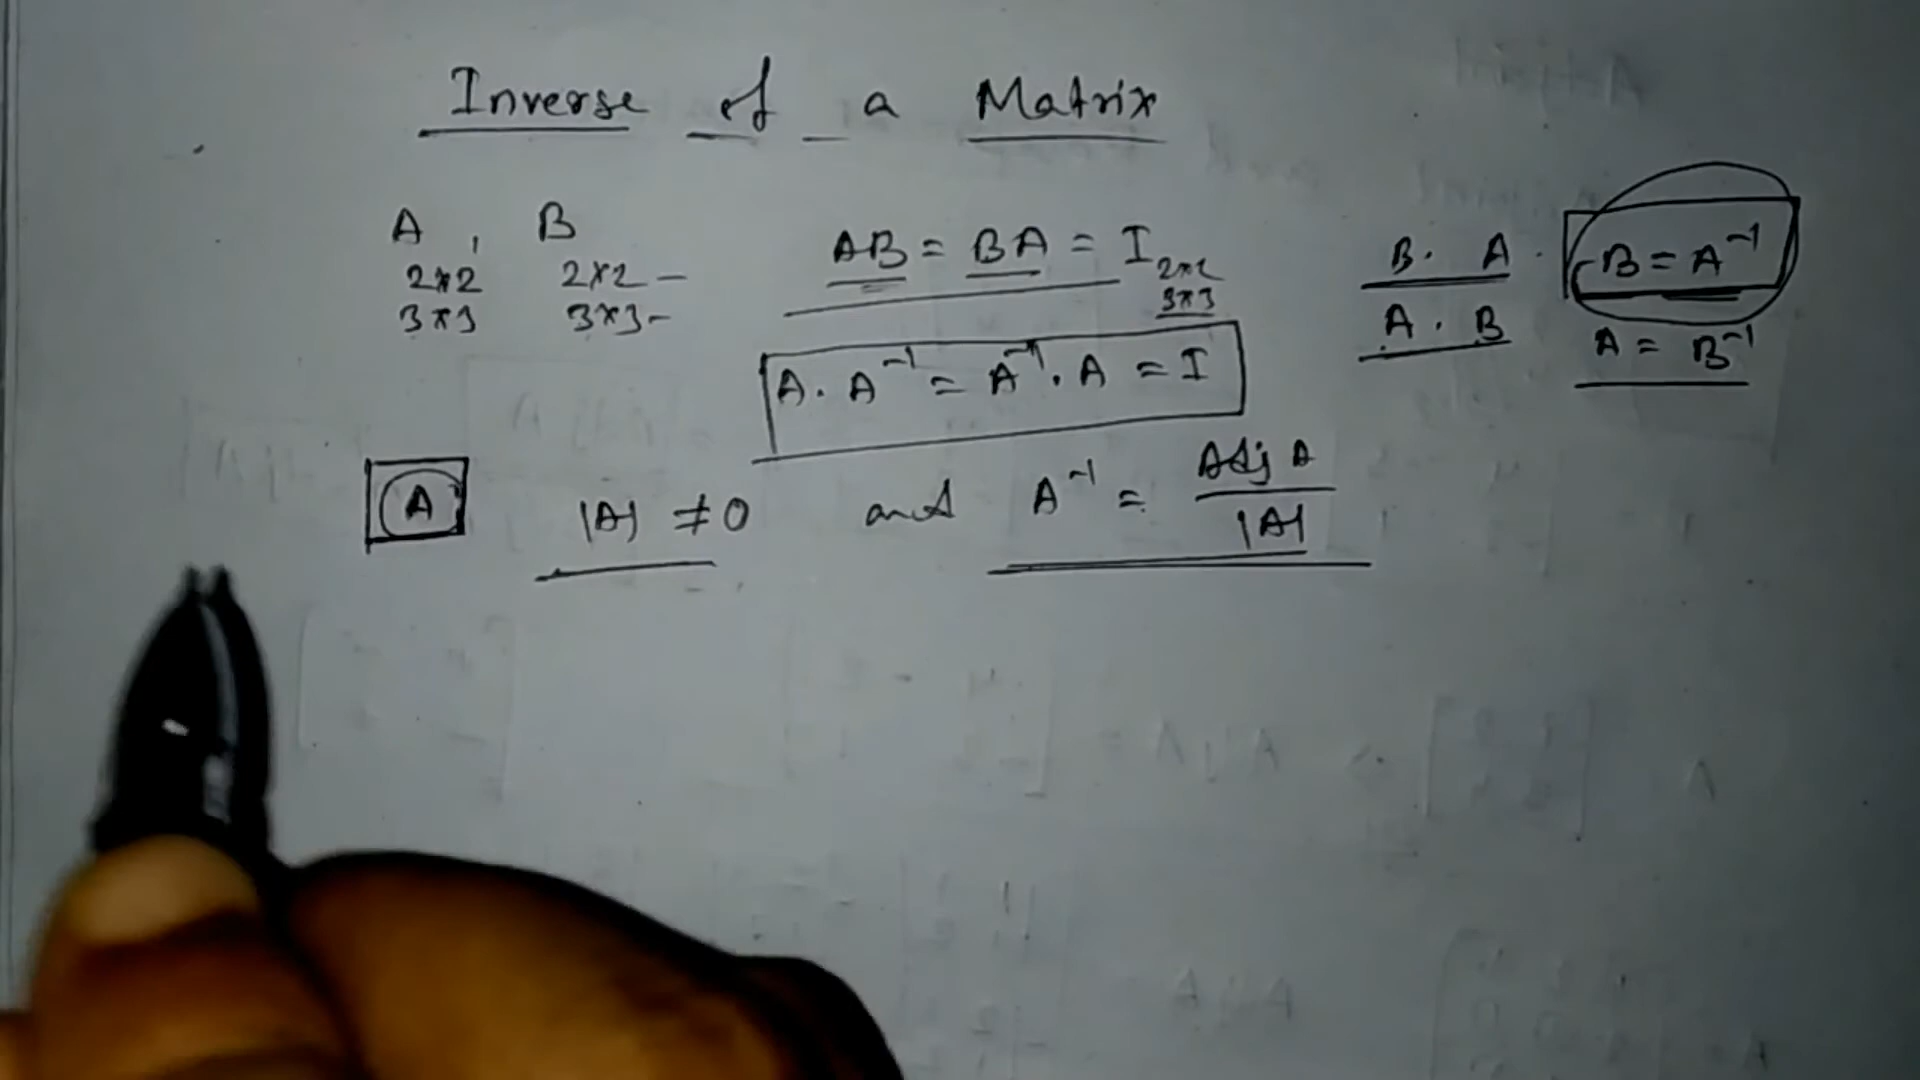 Inverse of a Matrix
A , B
2×2 2×2 –
3×3 3×3 –
AB = BA = I 2×2
3×3
A . A⁻¹ = A⁻¹ . A = I
B . A . B = A⁻¹
A . B A = B⁻¹
A |A| ≠ 0 and A⁻¹ = Adj A / |A|